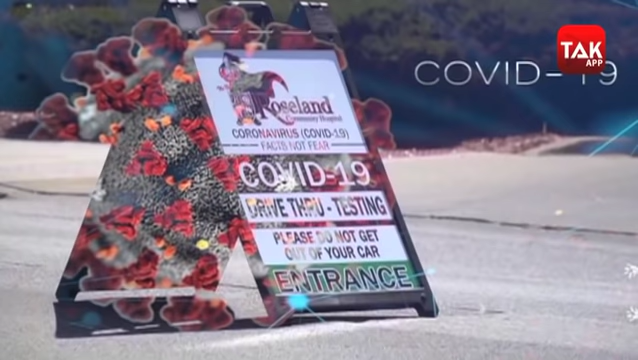 TAK
APP
COVID-19
Roseland
Community Hospital
CORONAVIRUS (COVID-19)
FACTS NOT FEAR
COVID-19
DRIVE THRU - TESTING
PLEASE DO NOT GET
OUT OF YOUR CAR
ENTRANCE